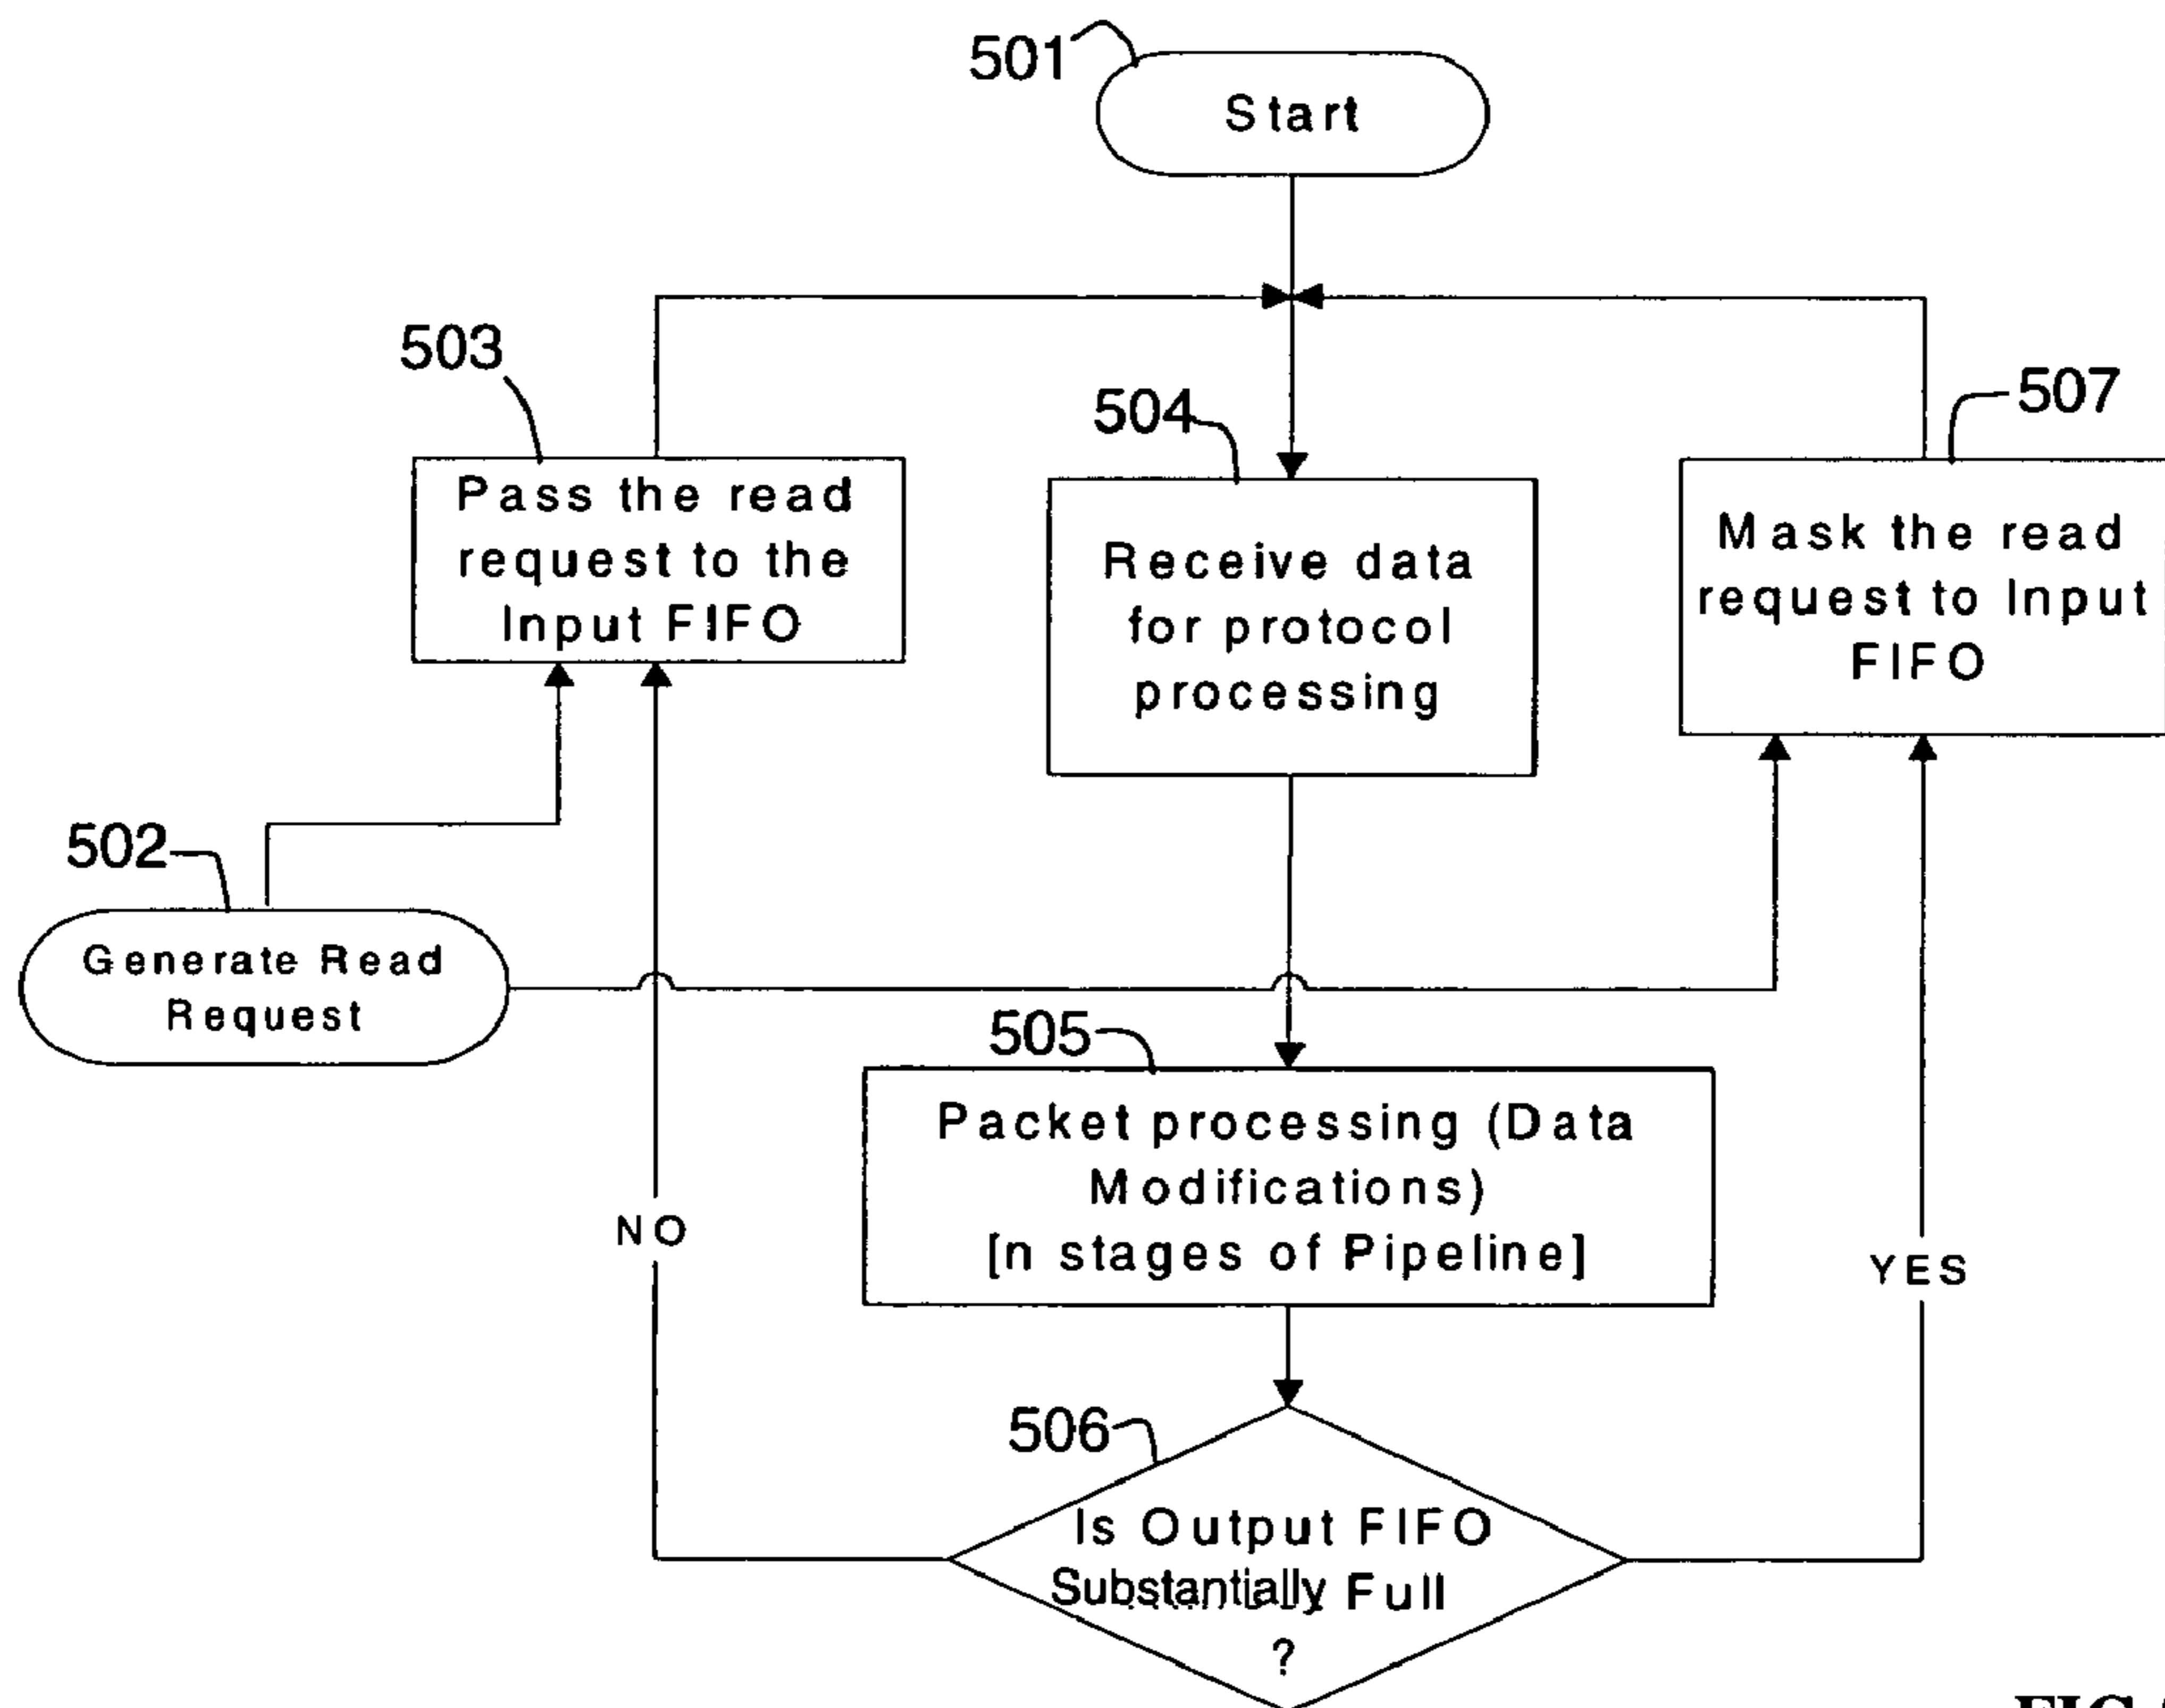 501
Start
503
Pass the read
request to the
Input FIFO
504
Receive data
for protocol
processing
507
Mask the read
request to Input
FIFO
502
Generate Read
Request
505
Packet processing (Data
Modifications)
[n stages of Pipeline]
NO
YES
506
Is Output FIFO
Substantially Full
?